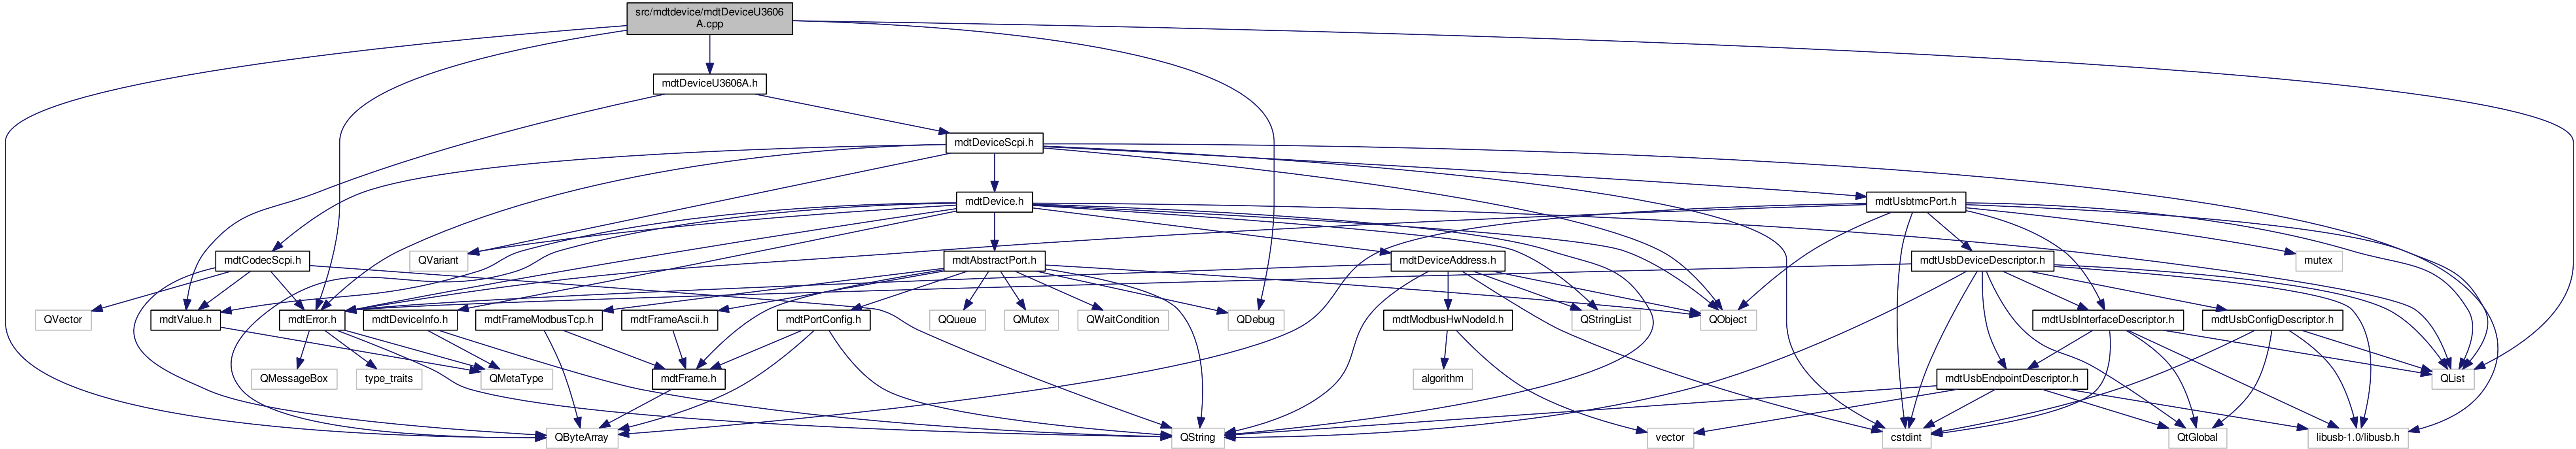 src/mdtdevice/mdtDeviceU3606
A.cpp
mdtDeviceU3606A.h
mdtDeviceScpi.h
mdtDevice.h
mdtUsbtmcPort.h
mdtCodecScpi.h
QVariant
mdtAbstractPort.h
mdtDeviceAddress.h
mdtUsbDeviceDescriptor.h
mutex
QVector
mdtValue.h
mdtError.h
mdtDeviceInfo.h
mdtFrameModbusTcp.h
mdtFrameAscii.h
mdtPortConfig.h
QQueue
QMutex
QWaitCondition
QDebug
mdtModbusHwNodeId.h
QStringList
QObject
mdtUsbInterfaceDescriptor.h
mdtUsbConfigDescriptor.h
QMessageBox
type_traits
QMetaType
mdtFrame.h
algorithm
mdtUsbEndpointDescriptor.h
QList
QByteArray
QString
vector
cstdint
QtGlobal
libusb-1.0/libusb.h